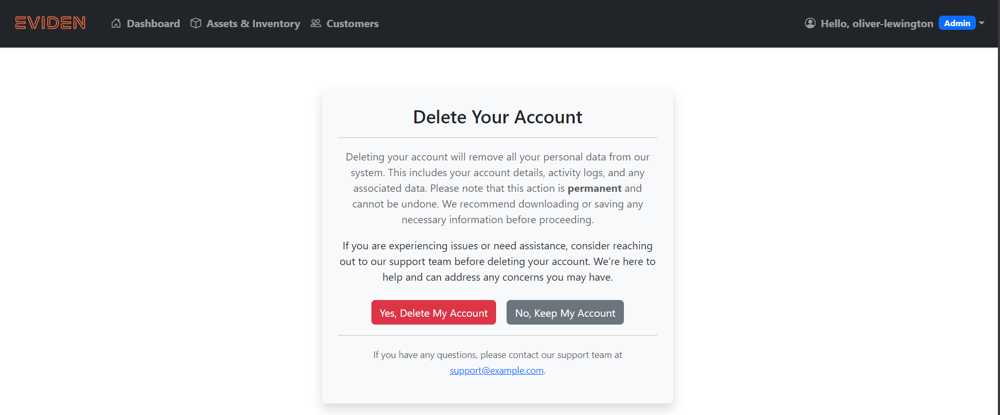 EVIDEN
Dashboard
Assets & Inventory
Customers
Hello, oliver-lewington
Admin
Delete Your Account
Deleting your account will remove all your personal data from our
system. This includes your account details, activity logs, and any
associated data. Please note that this action is permanent and
cannot be undone. We recommend downloading or saving any
necessary information before proceeding.
If you are experiencing issues or need assistance, consider reaching
out to our support team before deleting your account. We're here to
help and can address any concerns you may have.
Yes, Delete My Account
No, Keep My Account
If you have any questions, please contact our support team at
support@example.com.